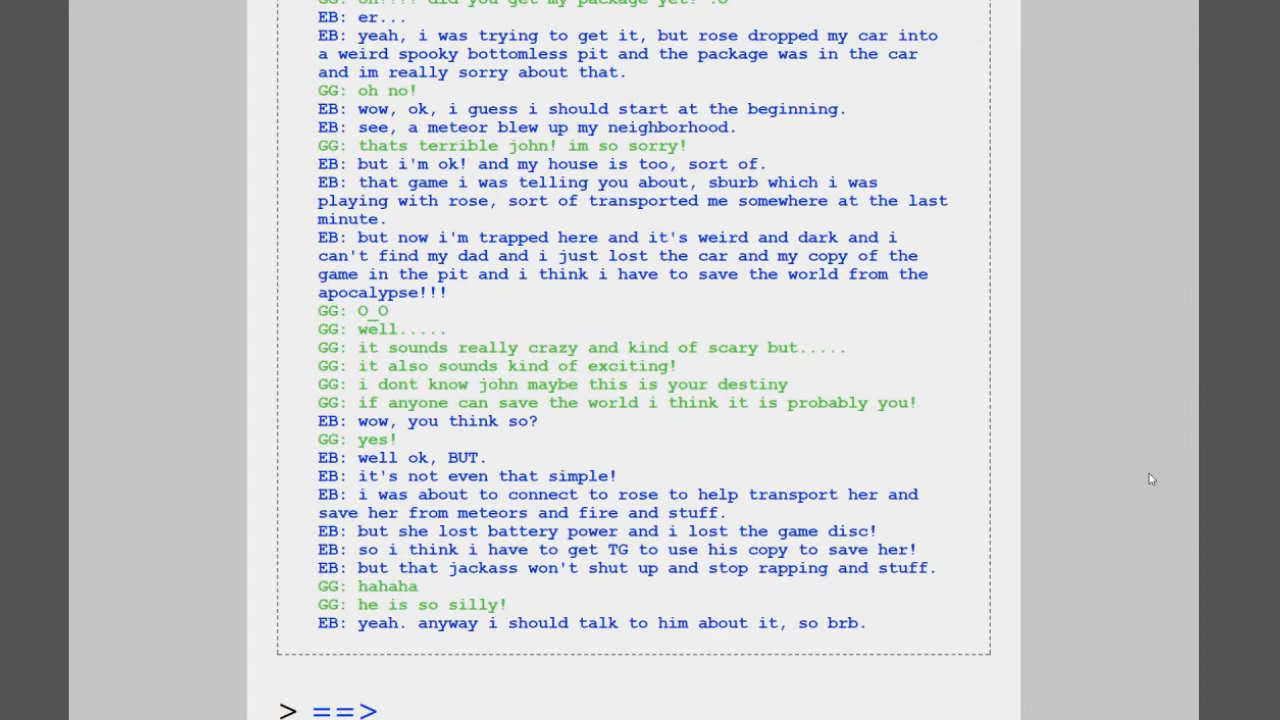 GG: oh!!!! did you get my package yet? :O
EB: er...
EB: yeah, i was trying to get it, but rose dropped my car into
a weird spooky bottomless pit and the package was in the car
and im really sorry about that.
GG: oh no!
EB: wow, ok, i guess i should start at the beginning.
EB: see, a meteor blew up my neighborhood.
GG: thats terrible john! im so sorry!
EB: but i'm ok! and my house is too, sort of.
EB: that game i was telling you about, sburb which i was
playing with rose, sort of transported me somewhere at the last
minute.
EB: but now i'm trapped here and it's weird and dark and i
can't find my dad and i just lost the car and my copy of the
game in the pit and i think i have to save the world from the
apocalypse!!!
GG: O_O
GG: well.....
GG: it sounds really crazy and kind of scary but.....
GG: it also sounds kind of exciting!
GG: i dont know john maybe this is your destiny
GG: if anyone can save the world i think it is probably you!
EB: wow, you think so?
GG: yes!
EB: well ok, BUT.
EB: it's not even that simple!
EB: i was about to connect to rose to help transport her and
save her from meteors and fire and stuff.
EB: but she lost battery power and i lost the game disc!
EB: so i think i have to get TG to use his copy to save her!
EB: but that jackass won't shut up and stop rapping and stuff.
GG: hahaha
GG: he is so silly!
EB: yeah. anyway i should talk to him about it, so brb.
> ==>